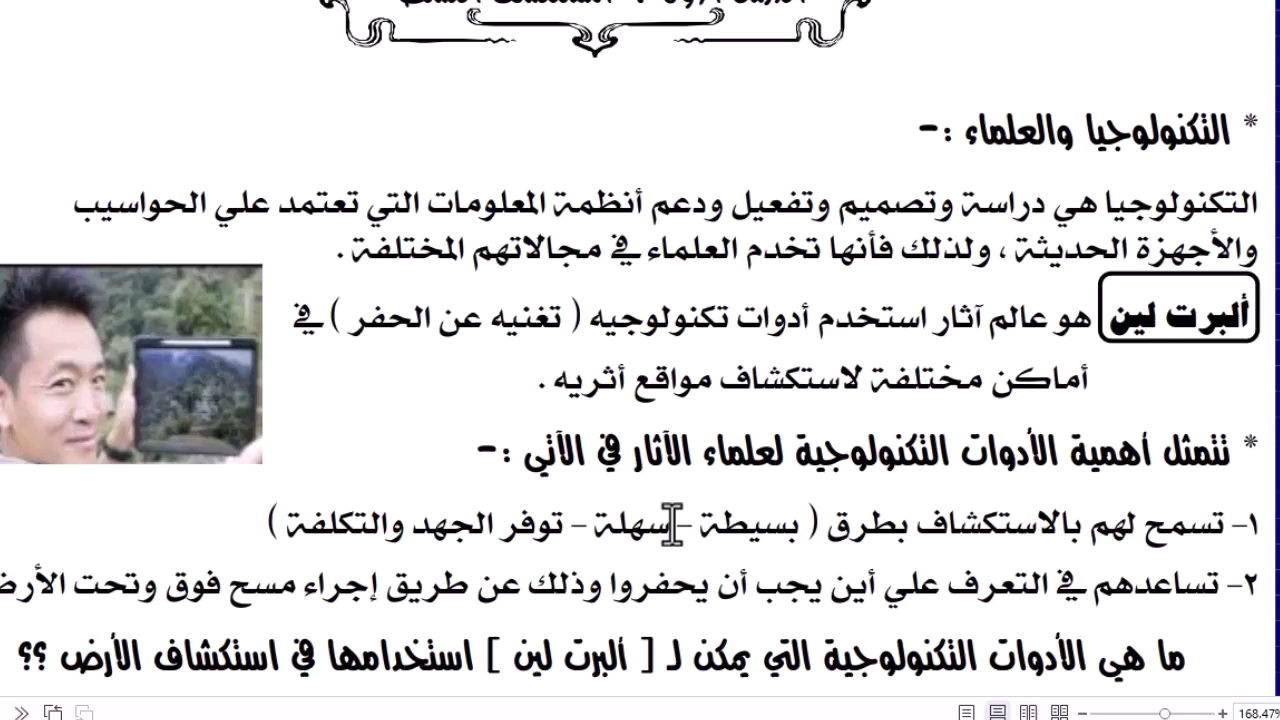 * التكنولوجيا والعلماء :-
التكنولوجيا هي دراسة وتصميم وتفعيل ودعم أنظمة المعلومات التي تعتمد علي الحواسيب
والأجهزة الحديثة ، ولذلك فأنها تخدم العلماء في مجالاتهم المختلفة .
ألبرت لين هو عالم آثار استخدم أدوات تكنولوجيه ( تغنيه عن الحفر ) في
أماكن مختلفة لاستكشاف مواقع أثريه .
* تتمثل أهمية الأدوات التكنولوجية لعلماء الآثار في الآتي :-
١- تسمح لهم بالاستكشاف بطرق ( بسيطة - سهلة - توفر الجهد والتكلفة )
٢- تساعدهم في التعرف علي أين يجب أن يحفروا وذلك عن طريق إجراء مسح فوق وتحت الأرض
ما هي الأدوات التكنولوجية التي يمكن لـ [ ألبرت لين ] استخدامها في استكشاف الأرض ؟؟
168.47%